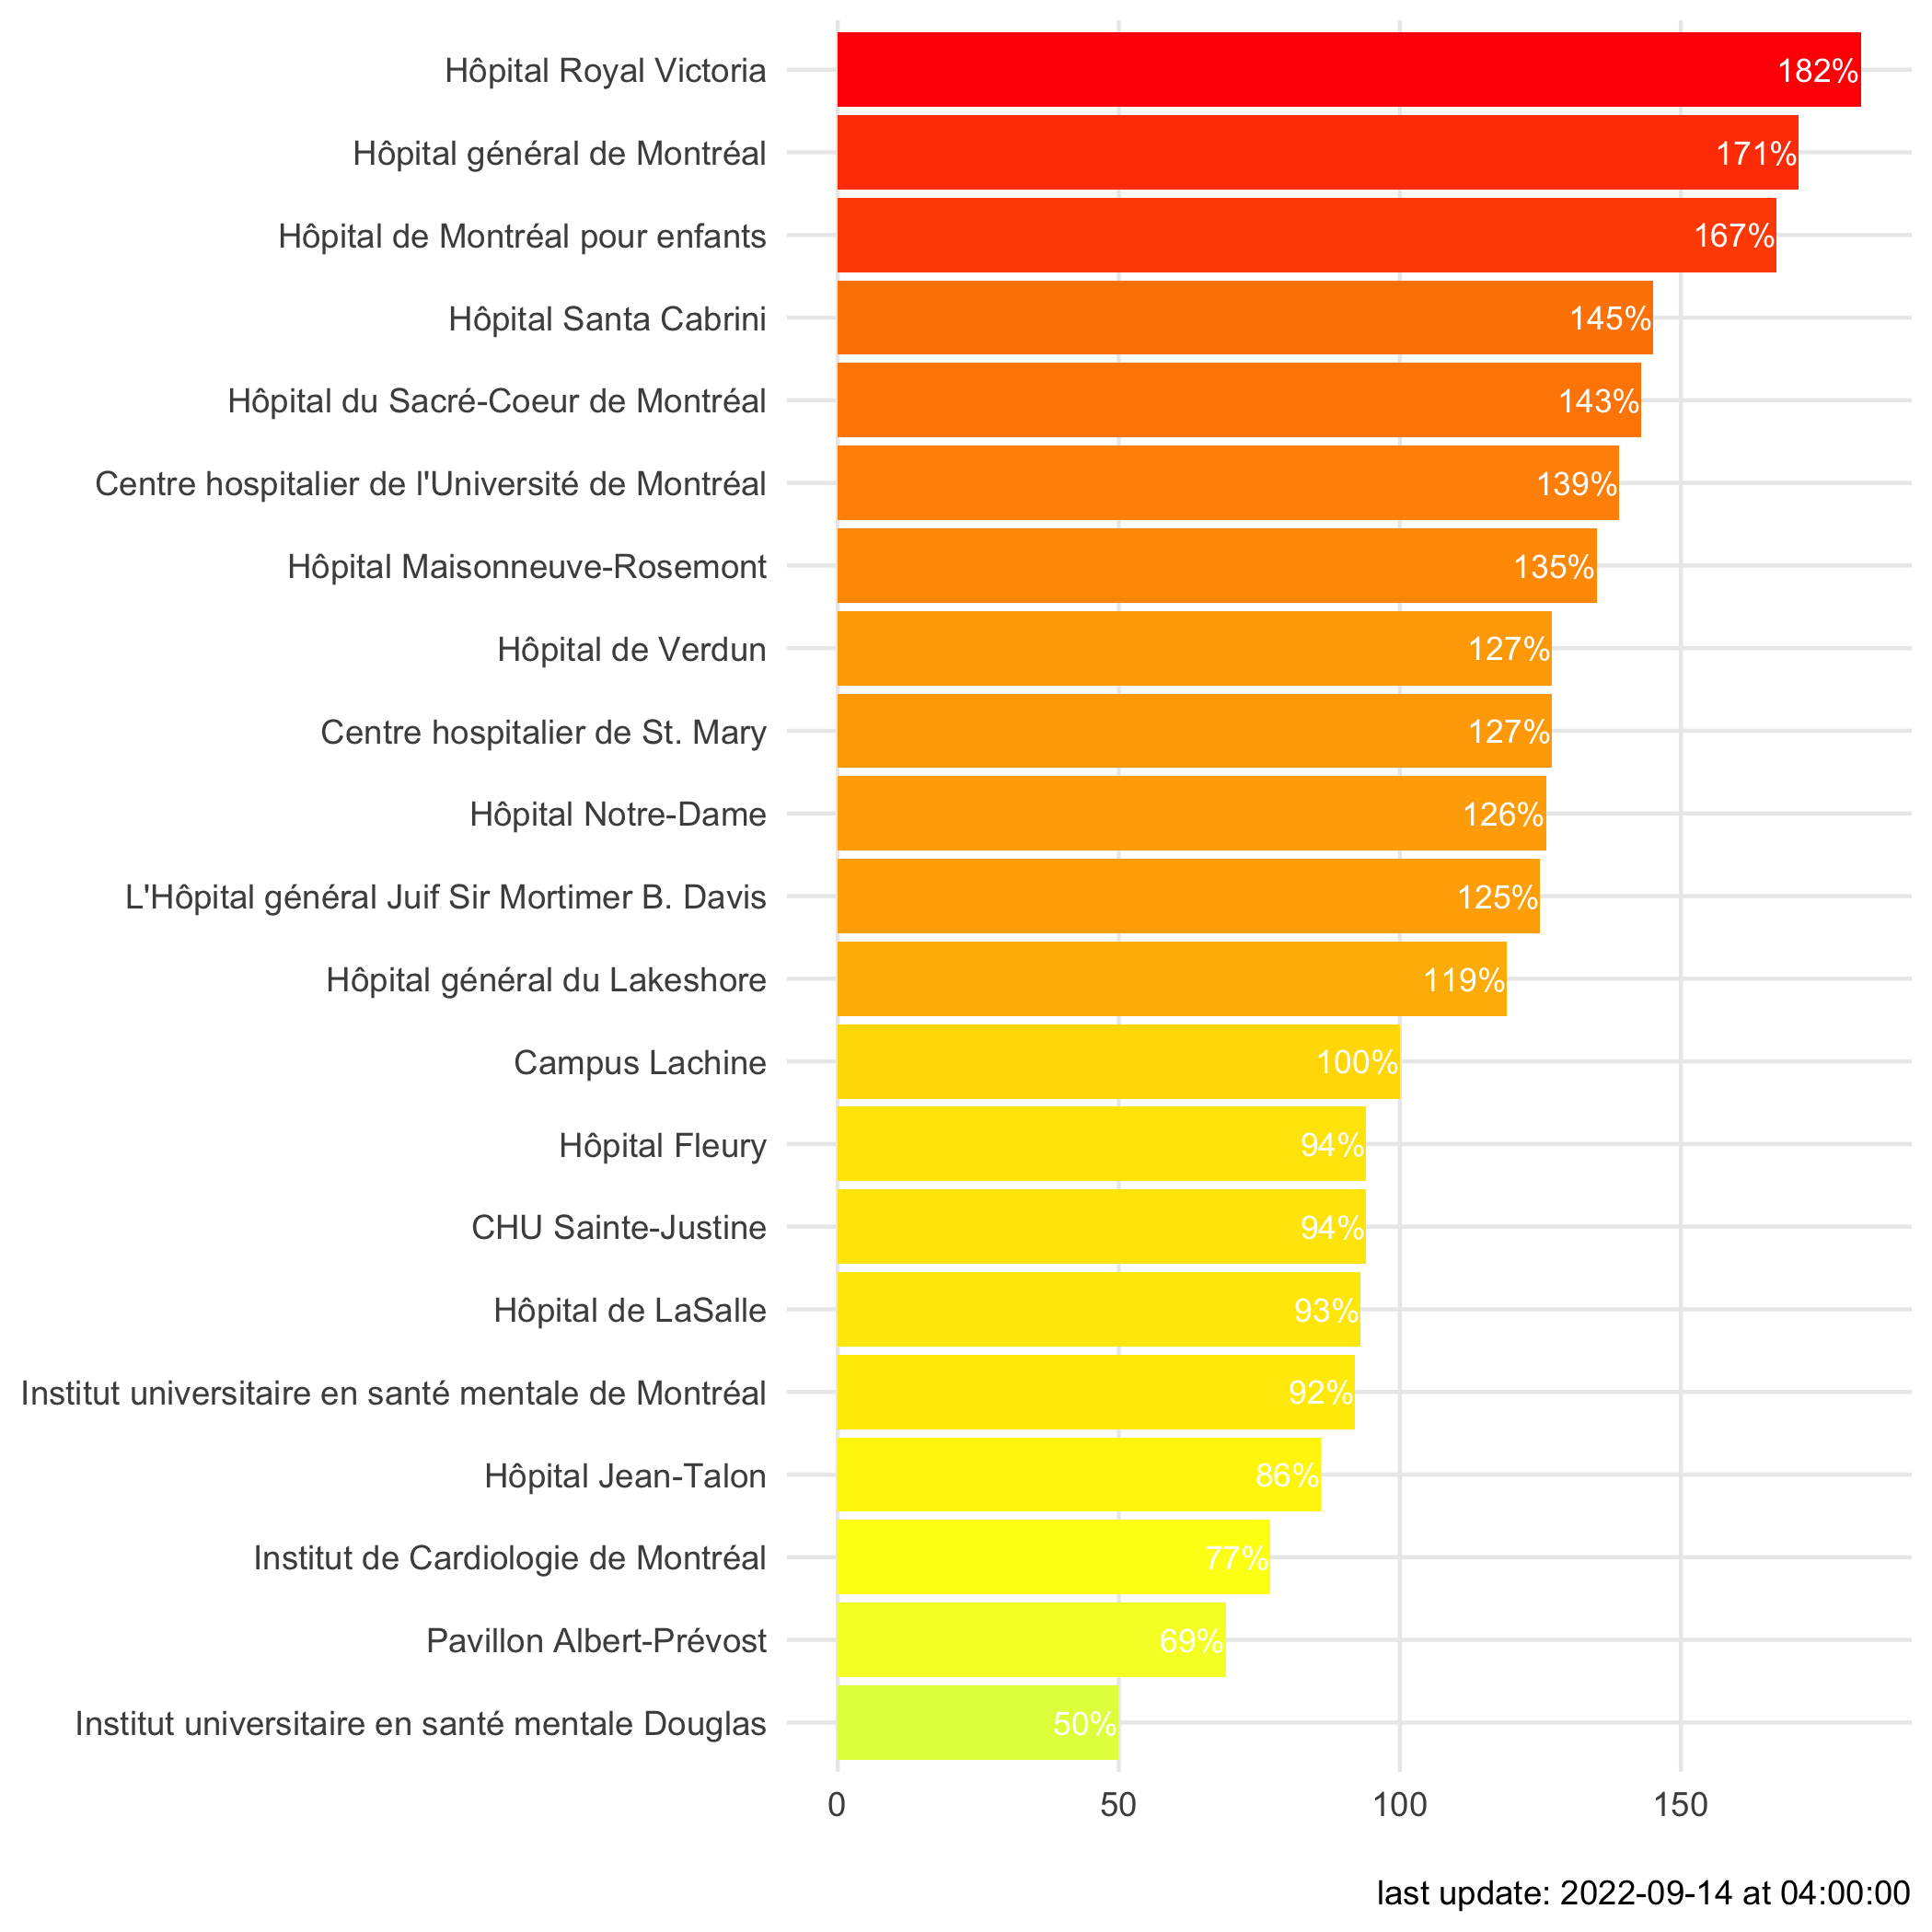 Hôpital Royal Victoria 182%
Hôpital général de Montréal 171%
Hôpital de Montréal pour enfants 167%
Hôpital Santa Cabrini 145%
Hôpital du Sacré-Coeur de Montréal 143%
Centre hospitalier de l'Université de Montréal 139%
Hôpital Maisonneuve-Rosemont 135%
Hôpital de Verdun 127%
Centre hospitalier de St. Mary 127%
Hôpital Notre-Dame 126%
L'Hôpital général Juif Sir Mortimer B. Davis 125%
Hôpital général du Lakeshore 119%
Campus Lachine 100%
Hôpital Fleury 94%
CHU Sainte-Justine 94%
Hôpital de LaSalle 93%
Institut universitaire en santé mentale de Montréal 92%
Hôpital Jean-Talon 86%
Institut de Cardiologie de Montréal 77%
Pavillon Albert-Prévost 69%
Institut universitaire en santé mentale Douglas 50%
0 50 100 150
last update: 2022-09-14 at 04:00:00